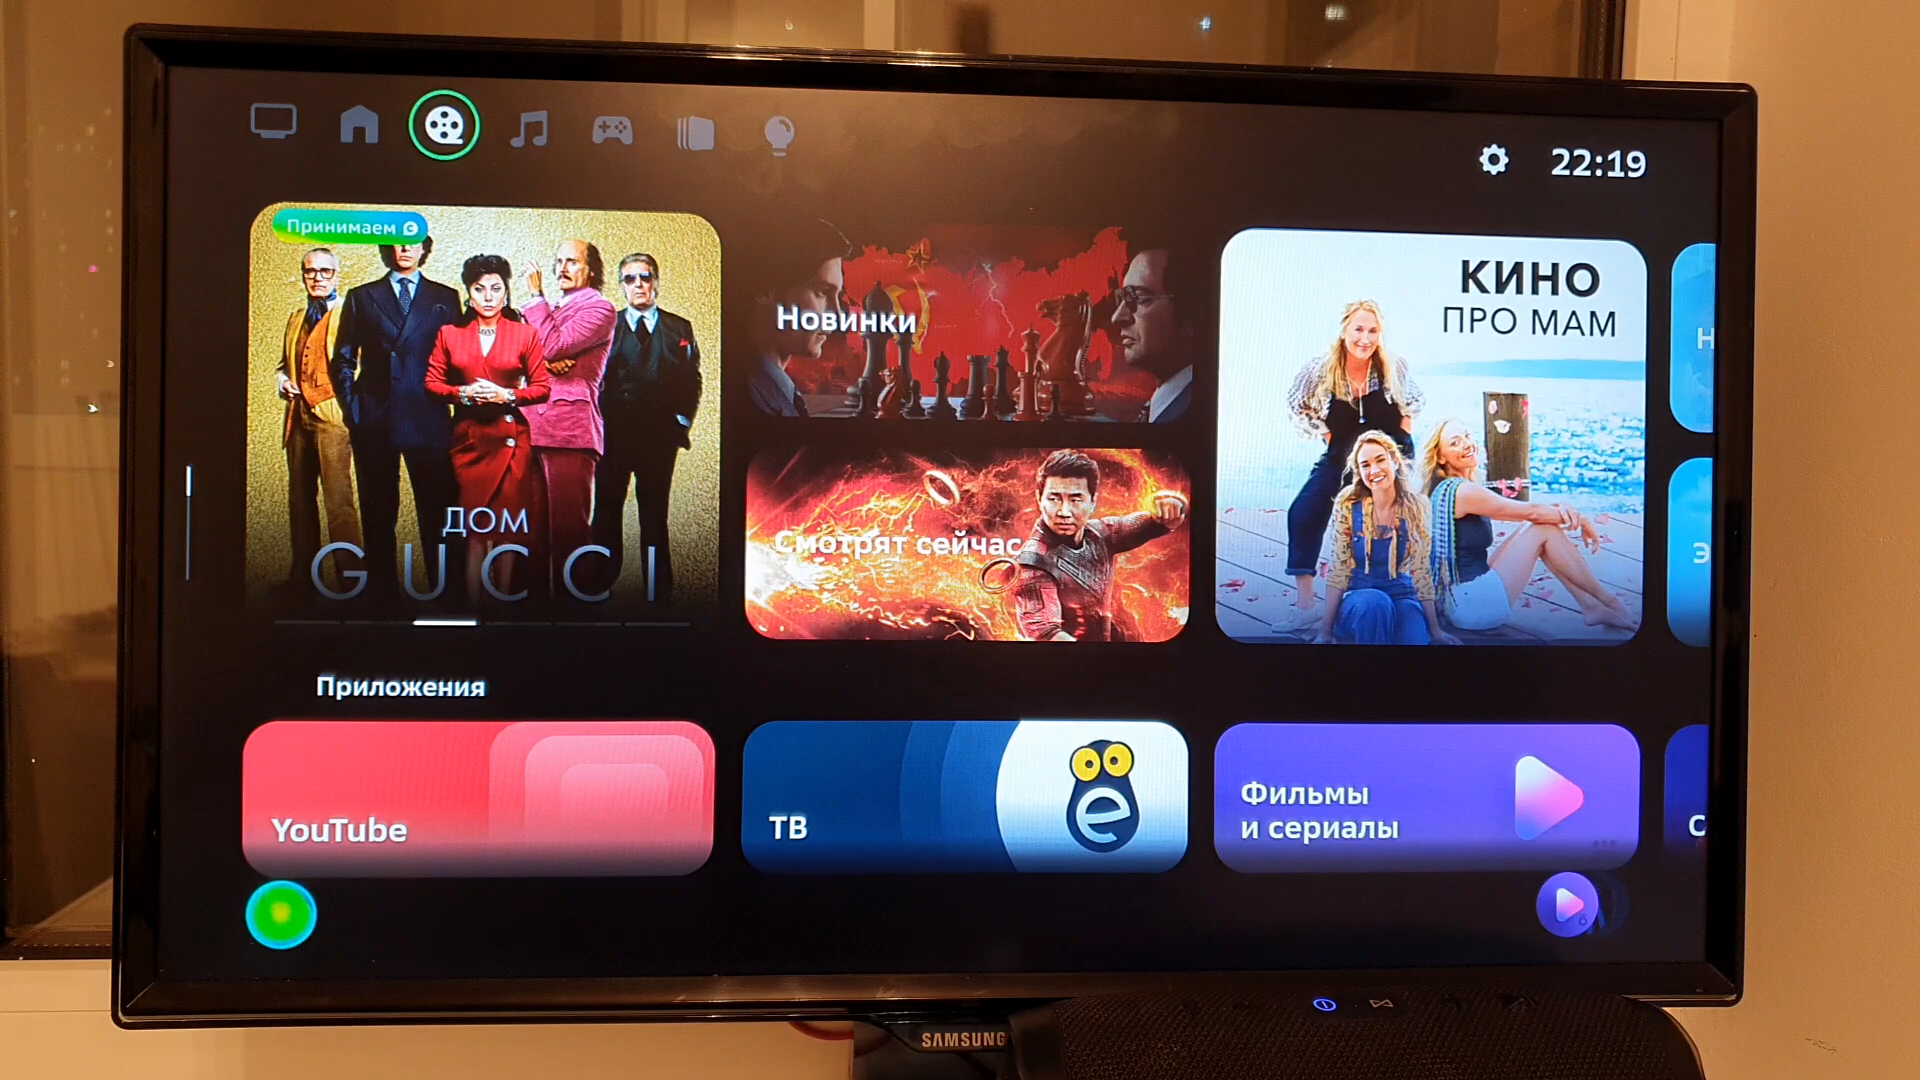 22:19
Принимаем
ДОМ
GUCCI
Новинки
Смотрят сейчас
КИНО
ПРО МАМ
Н
Э
Приложения
YouTube
ТВ
e
Фильмы
и сериалы
С
SAMSUNG